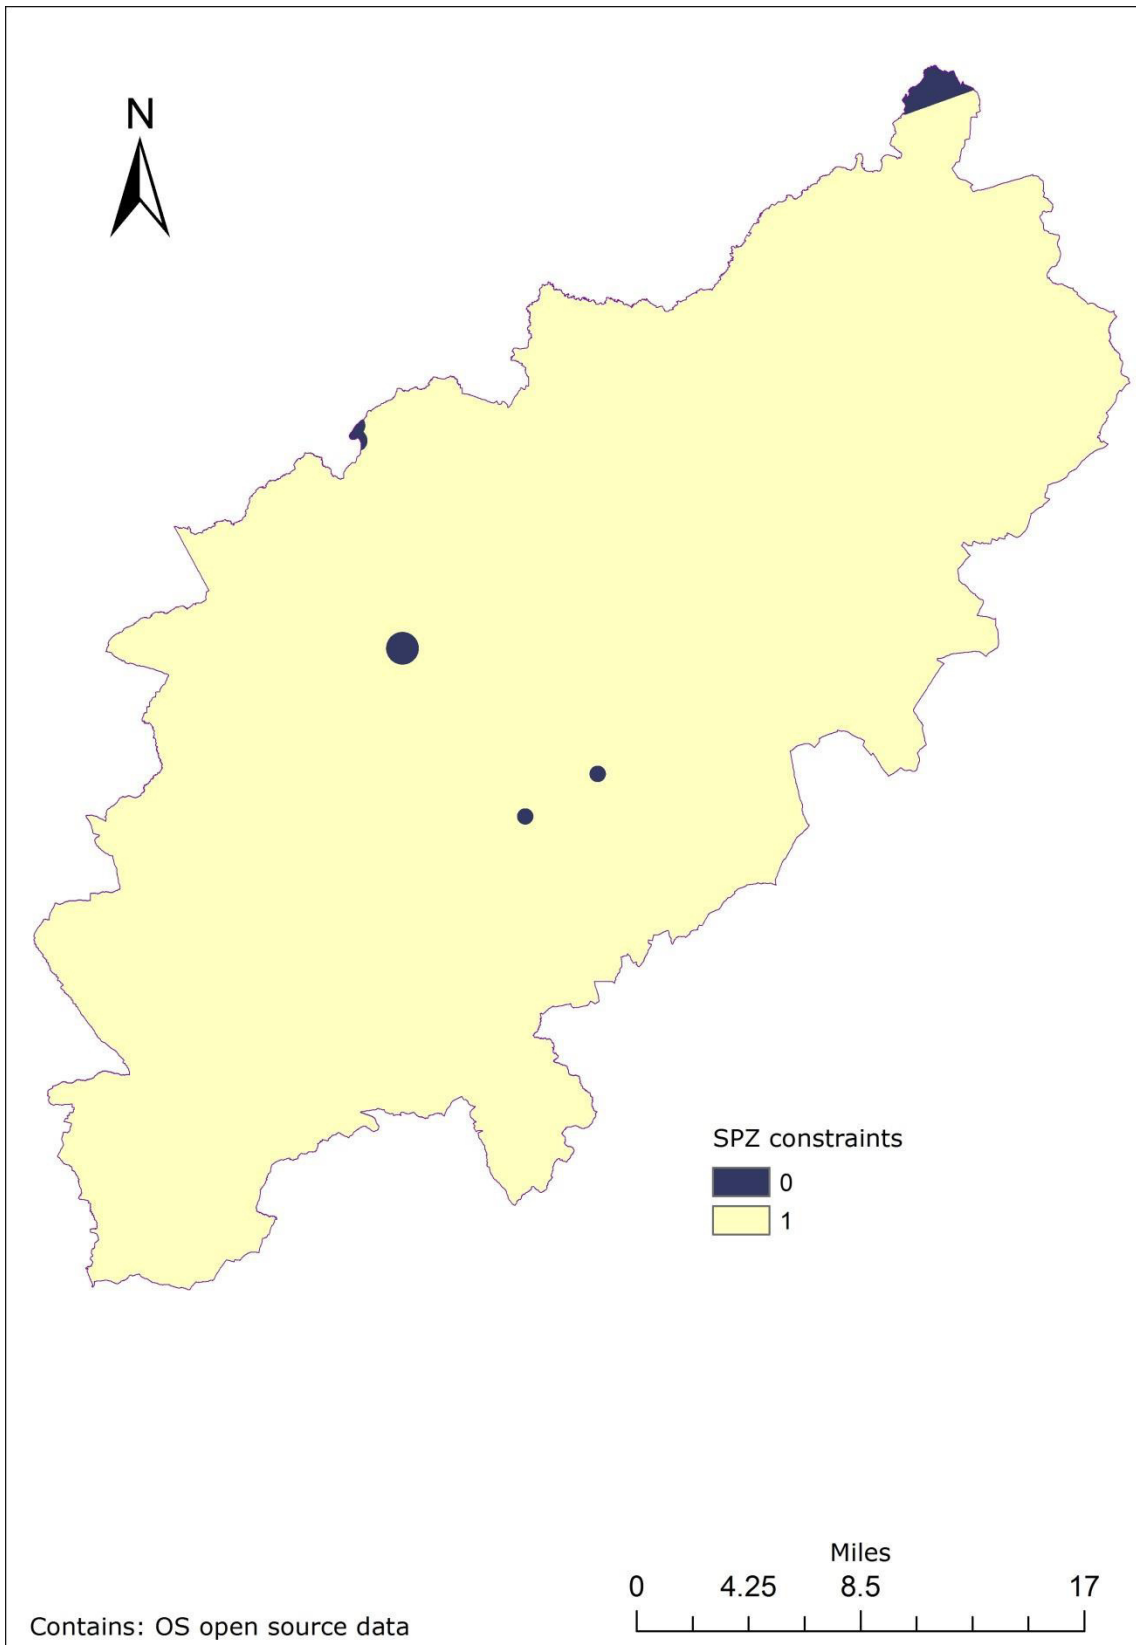 N
SPZ constraints
0
1
Miles
0 4.25 8.5 17
Contains: OS open source data